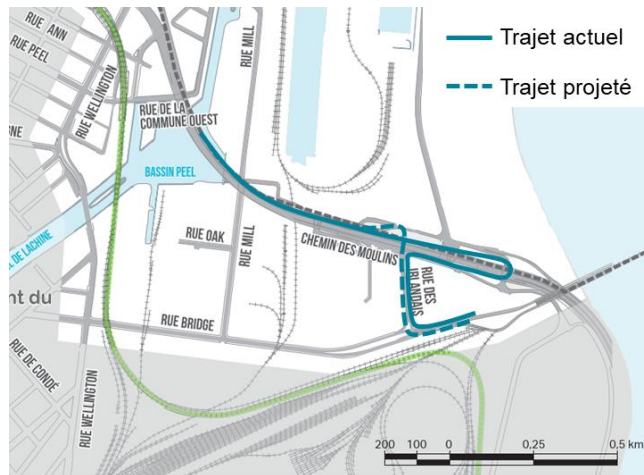 Trajet actuel
Trajet projeté
RUE ANN
RUE PEEL
RUE WELLINGTON
RUE MILL
RUE DE LA
COMMUNE OUEST
BASSIN PEEL
DE LACHINE
RUE OAK
RUE MILL
CHEMIN DES MOULINS
RUE DES
IRLANDAIS
nt du
RUE BRIDGE
RUE DE CONDÉ
RUE WELLINGTON
200 100 0 0,25 0,5 km